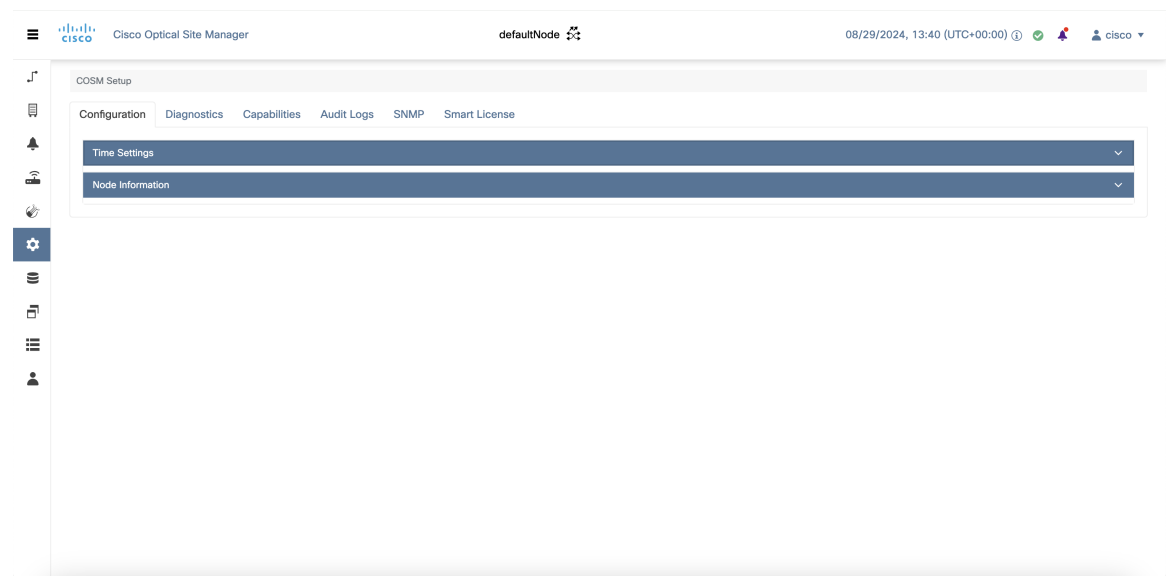 CISCO Cisco Optical Site Manager defaultNode 08/29/2024, 13:40 (UTC+00:00) i cisco
COSM Setup
Configuration Diagnostics Capabilities Audit Logs SNMP Smart License
Time Settings
Node Information